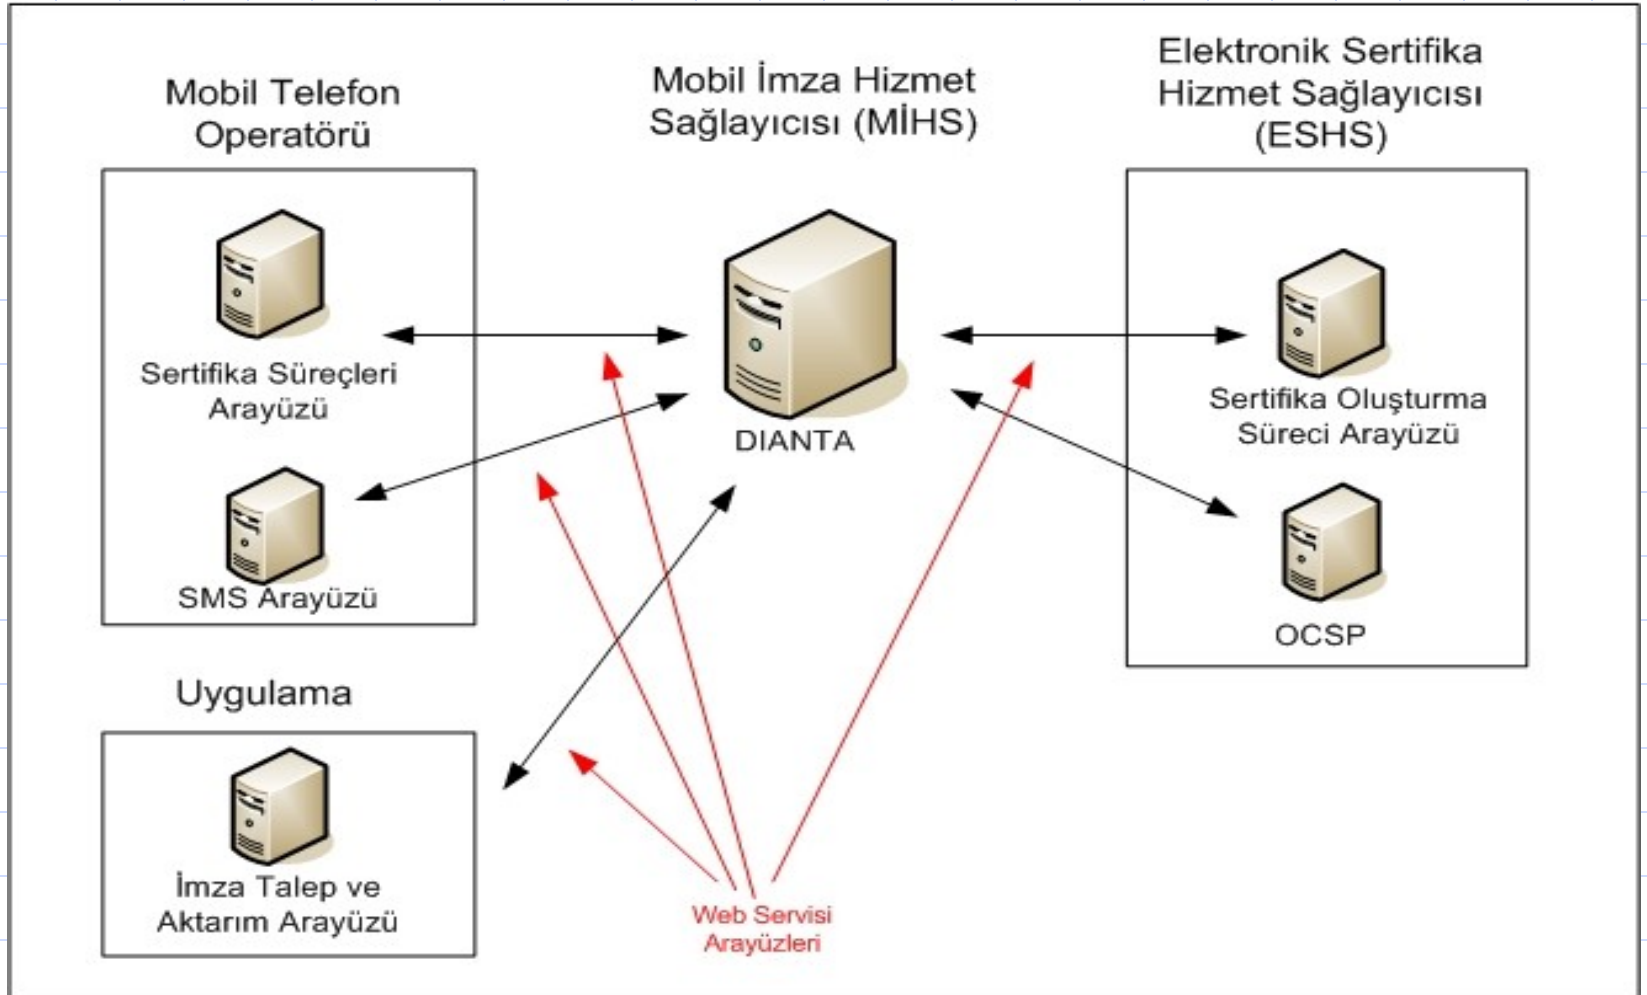 Mobil Telefon
Operatörü
Mobil İmza Hizmet
Sağlayıcısı (MİHS)
Elektronik Sertifika
Hizmet Sağlayıcısı
(ESHS)
Sertifika Süreçleri
Arayüzü
SMS Arayüzü
DIANTA
Sertifika Oluşturma
Süreci Arayüzü
OCSP
Uygulama
İmza Talep ve
Aktarım Arayüzü
Web Servisi
Arayüzleri